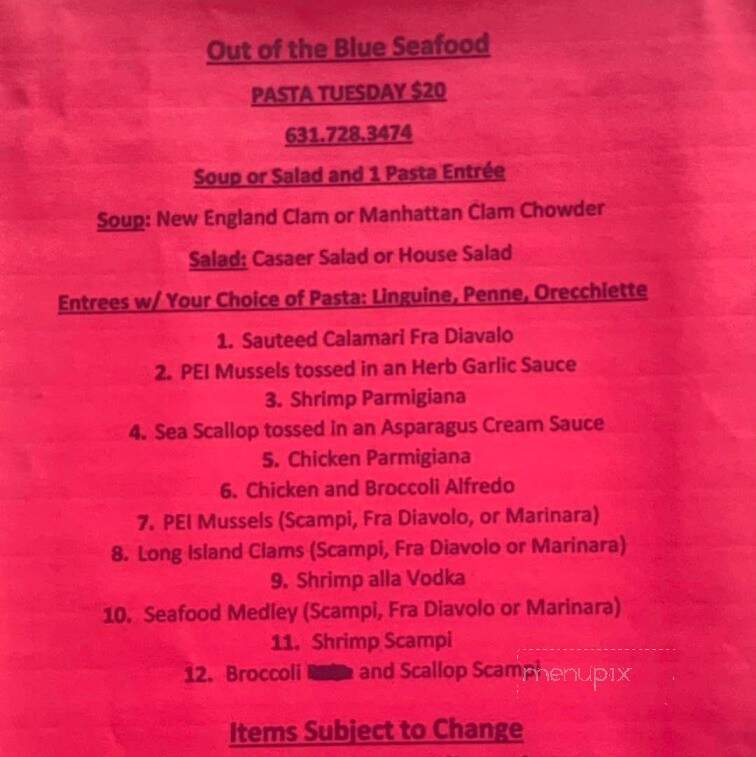 Out of the Blue Seafood
PASTA TUESDAY $20
631.728.3474
Soup or Salad and 1 Pasta Entrée
Soup: New England Clam or Manhattan Clam Chowder
Salad: Casaer Salad or House Salad
Entrees w/ Your Choice of Pasta: Linguine, Penne, Orecchiette
1. Sauteed Calamari Fra Diavalo
2. PEI Mussels tossed in an Herb Garlic Sauce
3. Shrimp Parmigiana
4. Sea Scallop tossed in an Asparagus Cream Sauce
5. Chicken Parmigiana
6. Chicken and Broccoli Alfredo
7. PEI Mussels (Scampi, Fra Diavolo, or Marinara)
8. Long Island Clams (Scampi, Fra Diavolo or Marinara)
9. Shrimp alla Vodka
10. Seafood Medley (Scampi, Fra Diavolo or Marinara)
11. Shrimp Scampi
12. Broccoli and Scallop Scampi
menupix
Items Subject to Change